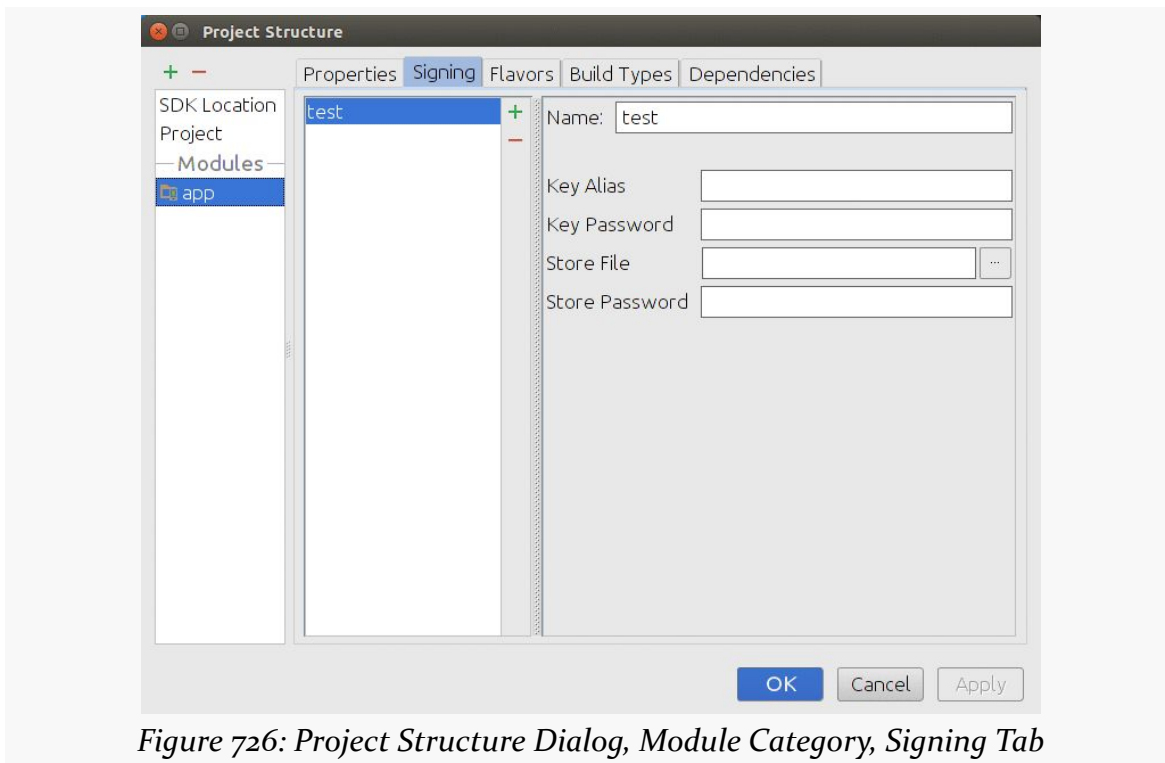 Project Structure
Properties Signing Flavors Build Types Dependencies
SDK Location
Project
Modules
app
test
Name: test
Key Alias
Key Password
Store File ...
Store Password
OK Cancel Apply
Figure 726: Project Structure Dialog, Module Category, Signing Tab